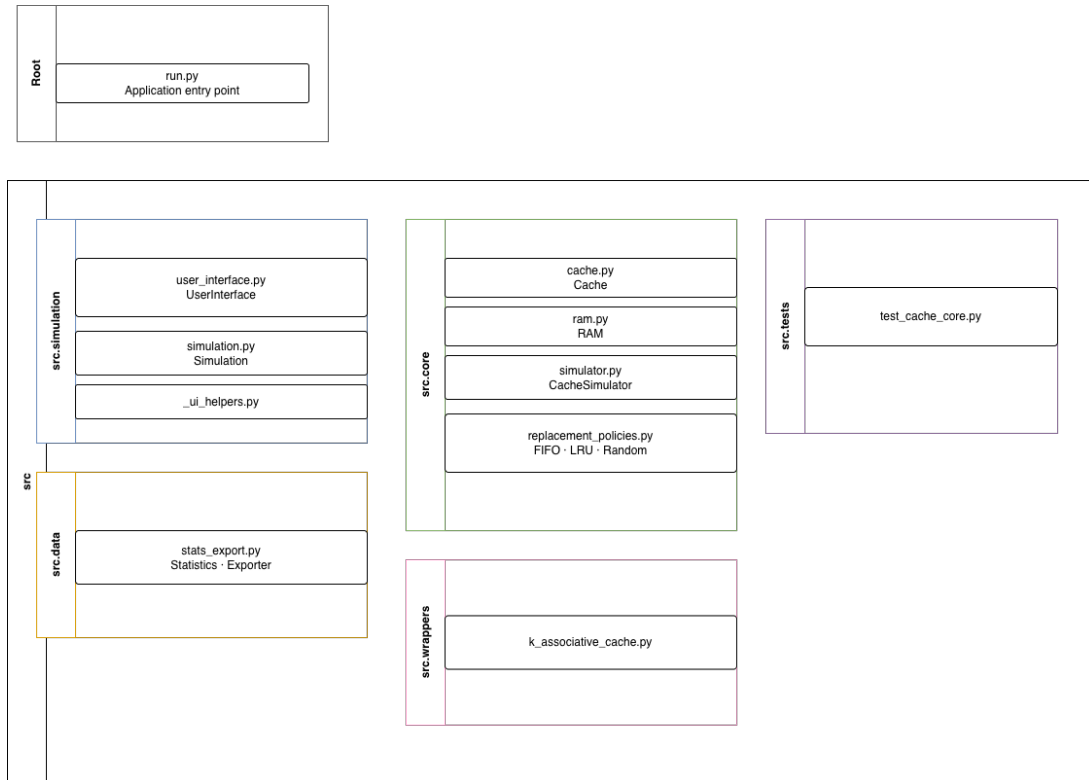 Root
run.py
Application entry point
src
src.simulation
user_interface.py
UserInterface
simulation.py
Simulation
_ui_helpers.py
src.data
stats_export.py
Statistics · Exporter
src.core
cache.py
Cache
ram.py
RAM
simulator.py
CacheSimulator
replacement_policies.py
FIFO · LRU · Random
src.wrappers
k_associative_cache.py
src.tests
test_cache_core.py